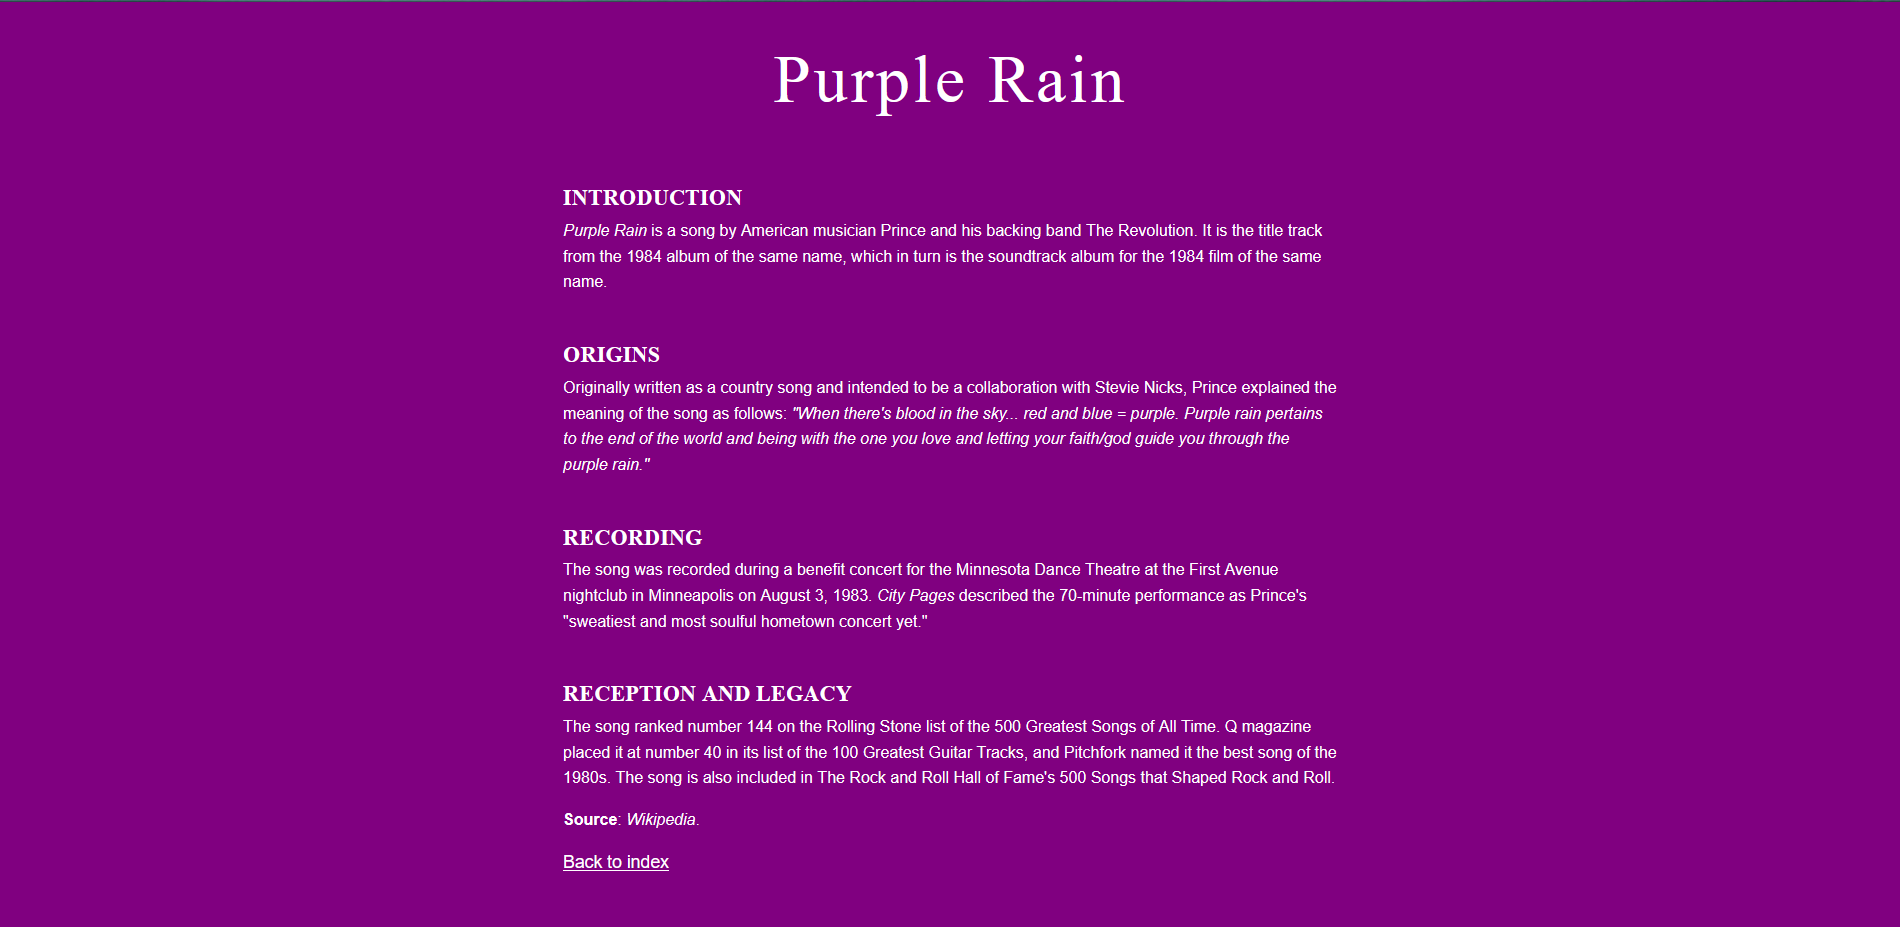 Purple Rain
INTRODUCTION
Purple Rain is a song by American musician Prince and his backing band The Revolution. It is the title track
from the 1984 album of the same name, which in turn is the soundtrack album for the 1984 film of the same
name.
ORIGINS
Originally written as a country song and intended to be a collaboration with Stevie Nicks, Prince explained the
meaning of the song as follows: "When there's blood in the sky... red and blue = purple. Purple rain pertains
to the end of the world and being with the one you love and letting your faith/god guide you through the
purple rain."
RECORDING
The song was recorded during a benefit concert for the Minnesota Dance Theatre at the First Avenue
nightclub in Minneapolis on August 3, 1983. City Pages described the 70-minute performance as Prince's
"sweatiest and most soulful hometown concert yet."
RECEPTION AND LEGACY
The song ranked number 144 on the Rolling Stone list of the 500 Greatest Songs of All Time. Q magazine
placed it at number 40 in its list of the 100 Greatest Guitar Tracks, and Pitchfork named it the best song of the
1980s. The song is also included in The Rock and Roll Hall of Fame's 500 Songs that Shaped Rock and Roll.
Source: Wikipedia.
Back to index